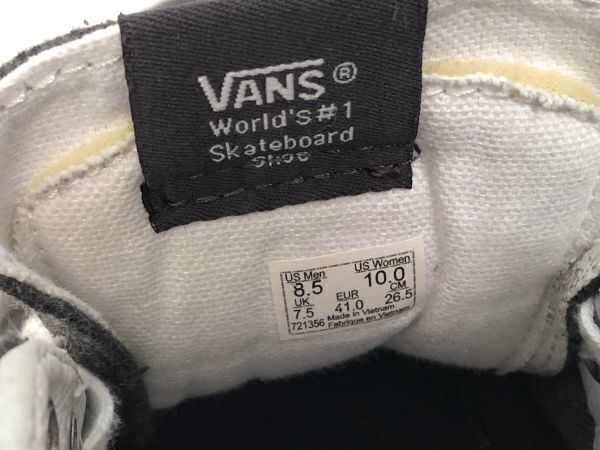 VANS®
World'S#1
Skateboard
Shoe
US Men US Women
8.5 10.0
UK EUR CM
7.5 41.0 26.5
721356 Made in Vietnam
Fabrique en Vietnam